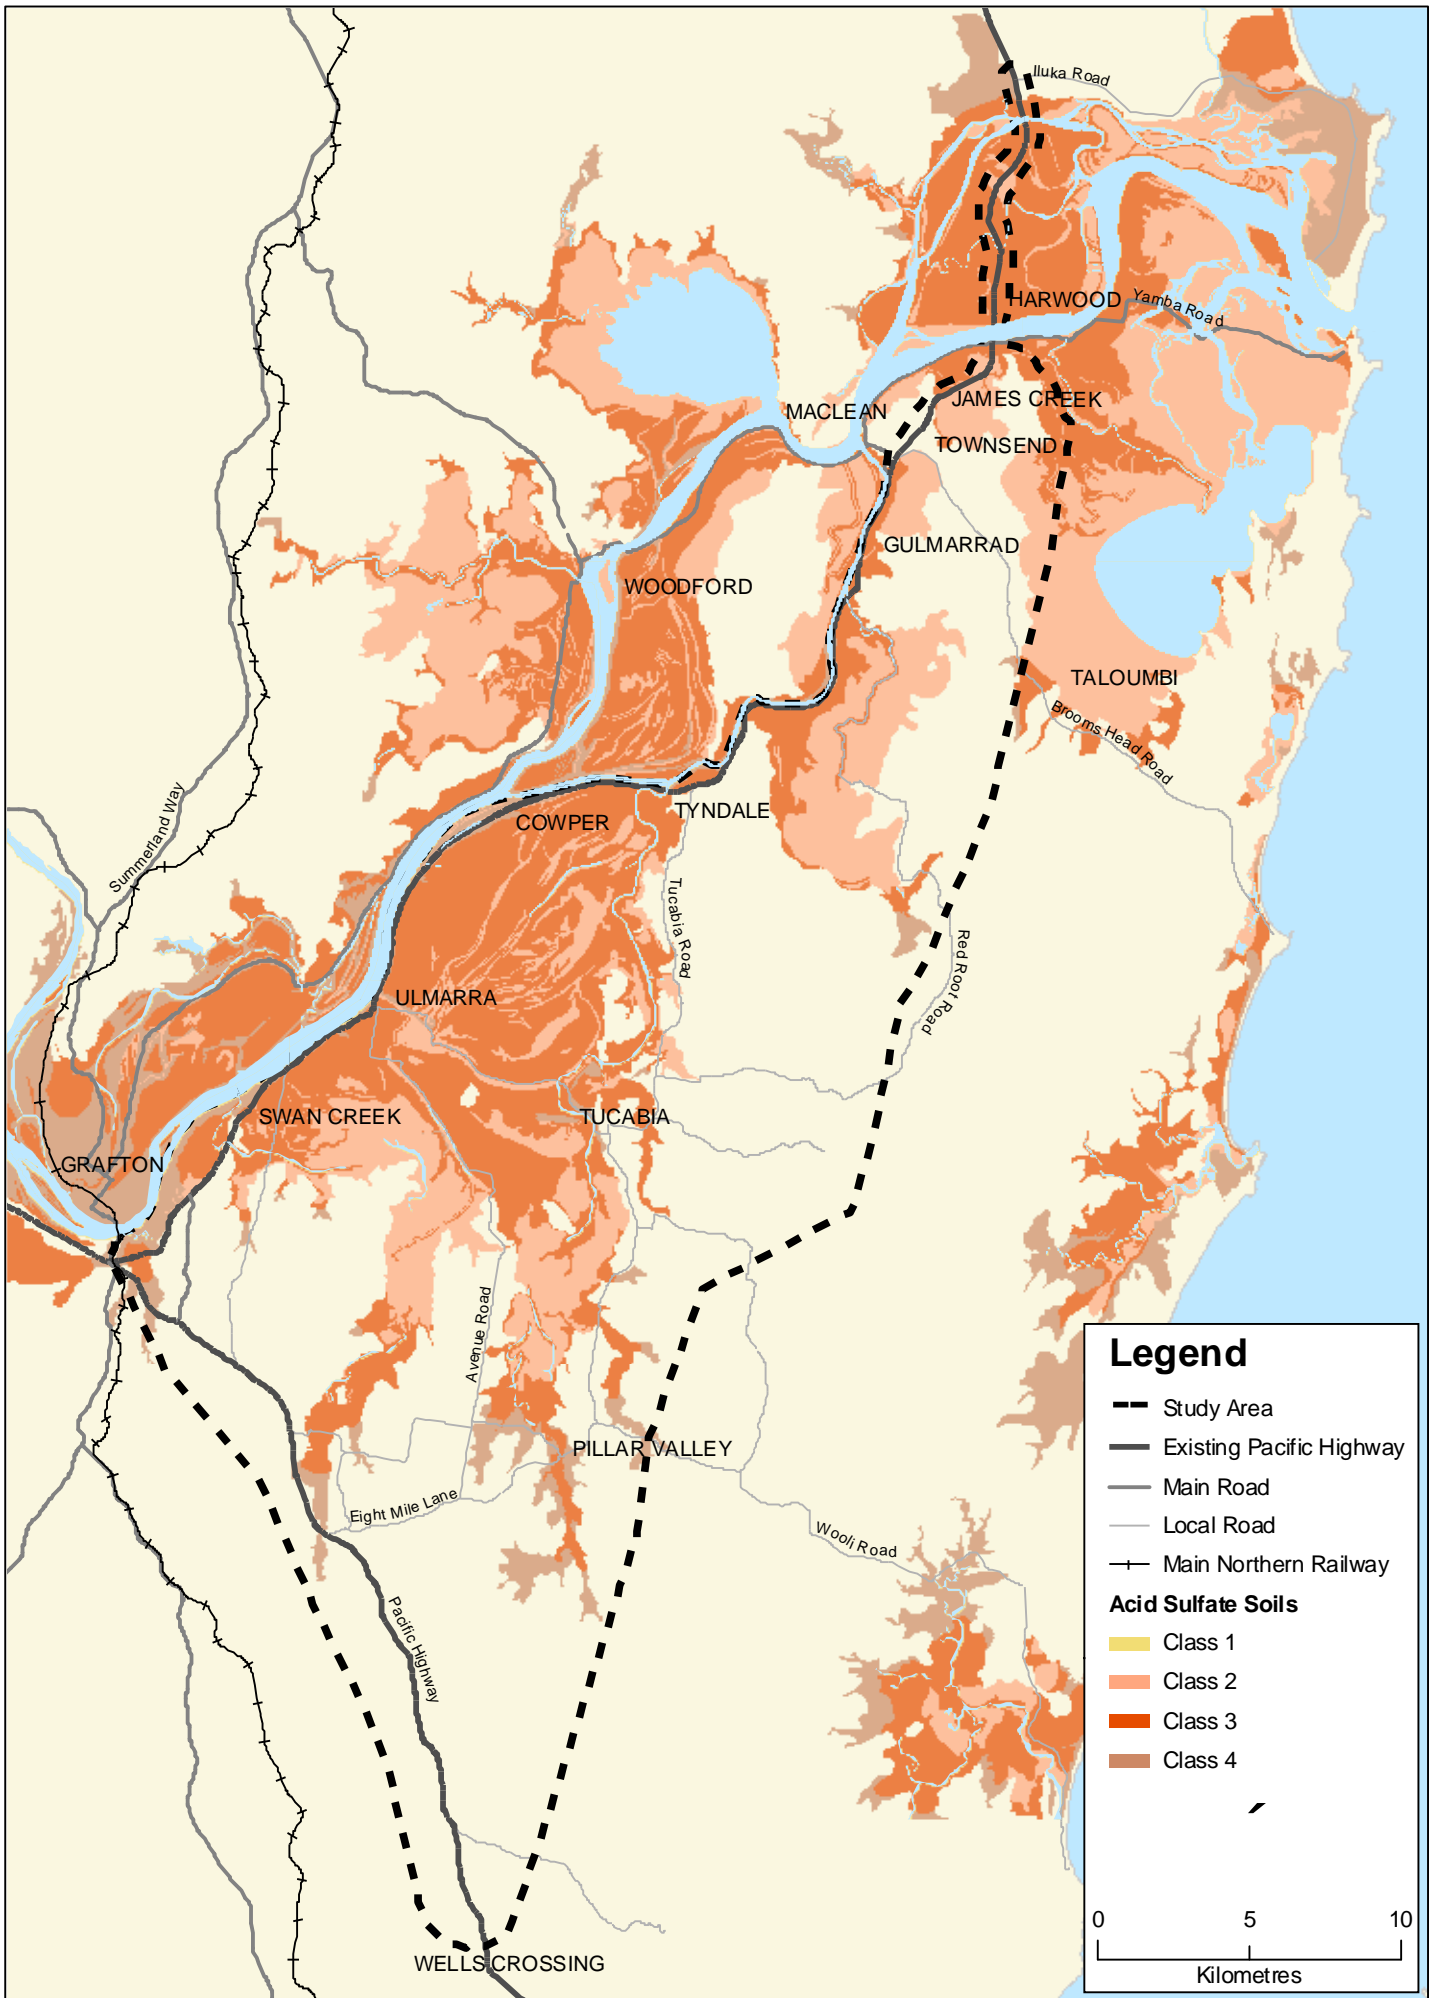 Iluka Road
HARWOOD
Yamba Road
MACLEAN
JAMES CREEK
TOWNSEND
GULMARRAD
WOODFORD
TALOUMBI
Brooms Head Road
Summerland Way
TYNDALE
COWPER
Tucabia Road
Red Root Road
ULMARRA
SWAN CREEK
TUCABIA
GRAFTON
Avenue Road
PILLAR VALLEY
Eight Mile Lane
Wooli Road
Pacific Highway
WELLS CROSSING
Legend
Study Area
Existing Pacific Highway
Main Road
Local Road
Main Northern Railway
Acid Sulfate Soils
Class 1
Class 2
Class 3
Class 4
0 5 10
Kilometres